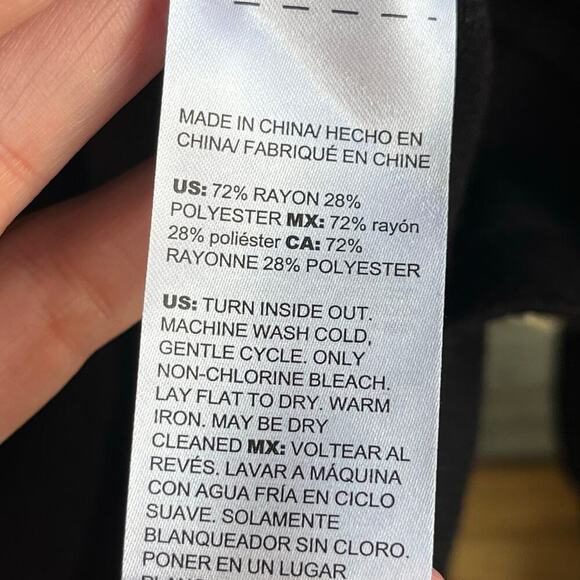 MADE IN CHINA/ HECHO EN
CHINA/ FABRIQUÉ EN CHINE
US: 72% RAYON 28%
POLYESTER MX: 72% rayón
28% poliéster CA: 72%
RAYONNE 28% POLYESTER
US: TURN INSIDE OUT.
MACHINE WASH COLD,
GENTLE CYCLE. ONLY
NON-CHLORINE BLEACH.
LAY FLAT TO DRY. WARM
IRON. MAY BE DRY
CLEANED MX: VOLTEAR AL
REVÉS. LAVAR A MÁQUINA
CON AGUA FRÍA EN CICLO
SUAVE. SOLAMENTE
BLANQUEADOR SIN CLORO.
PONER EN UN LUGAR